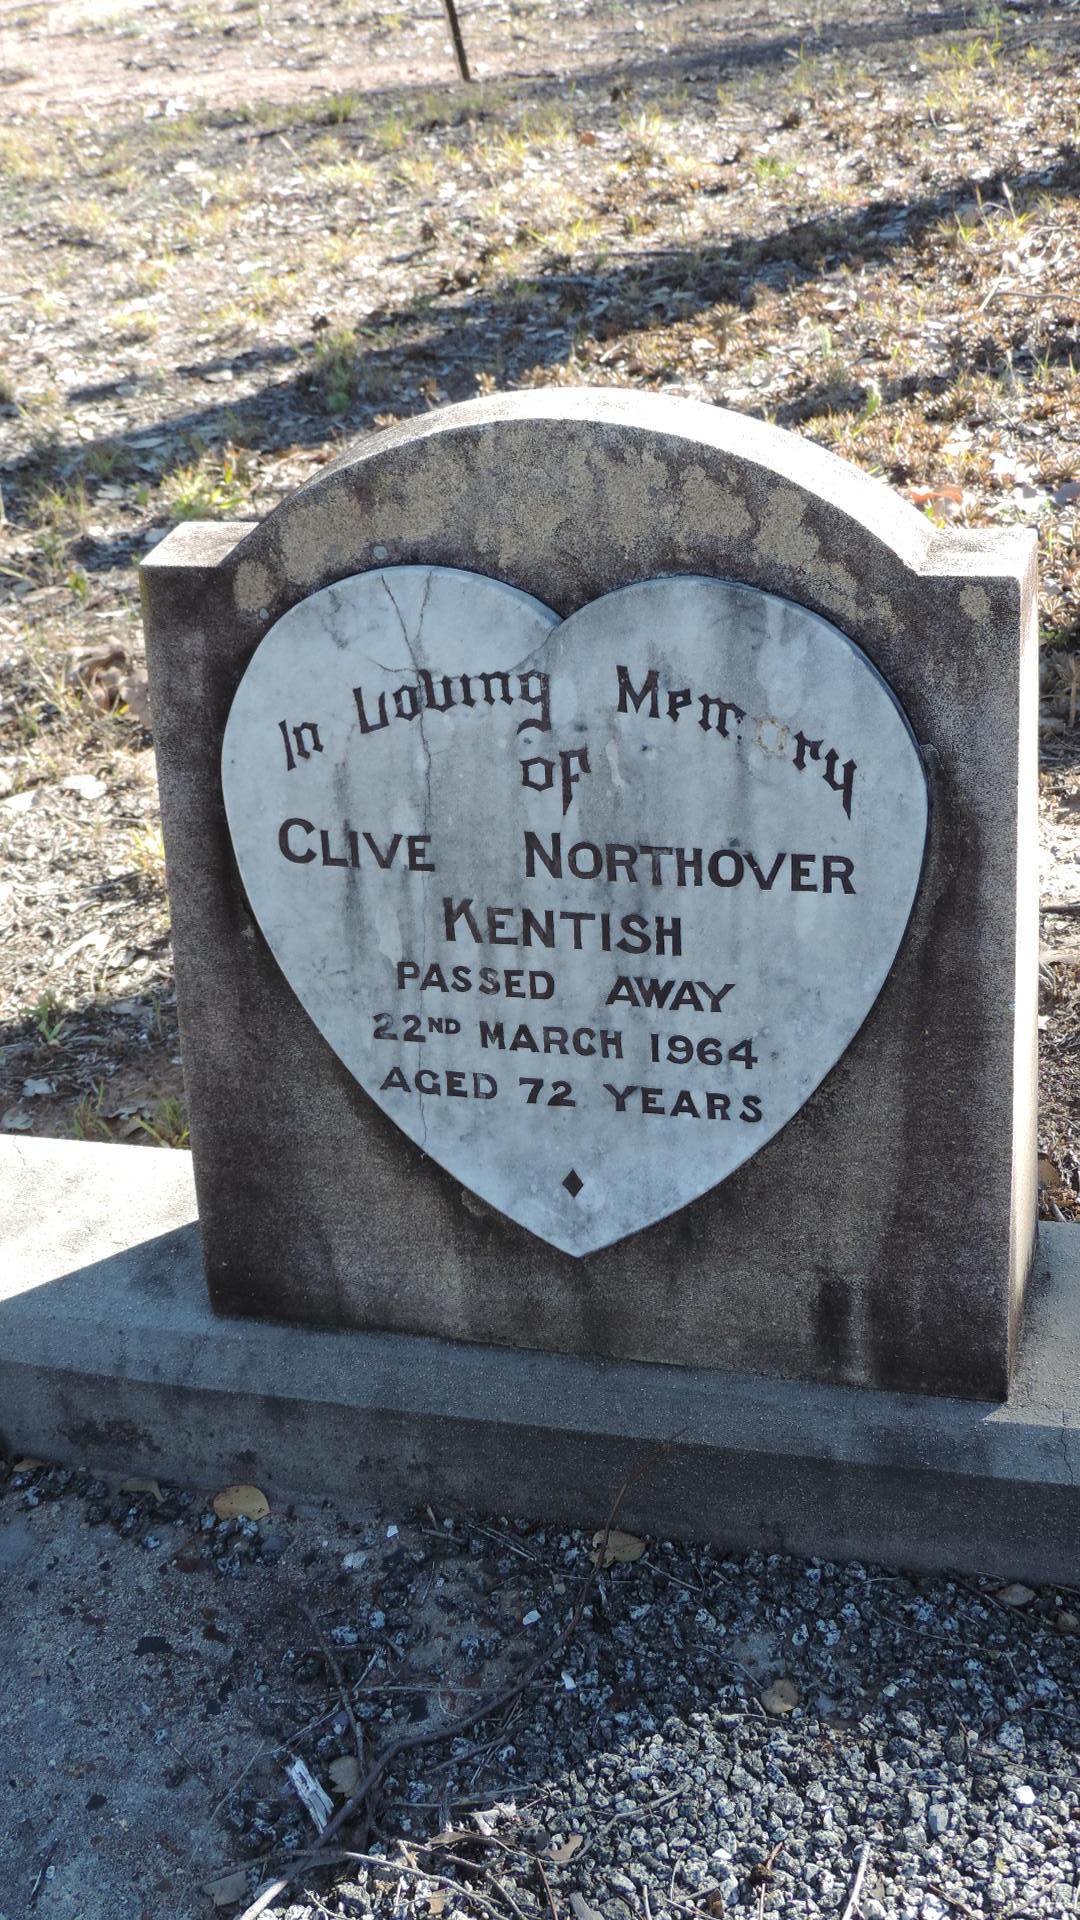 In Loving Memory
of
CLIVE NORTHOVER
KENTISH
PASSED AWAY
22ND MARCH 1964
AGED 72 YEARS